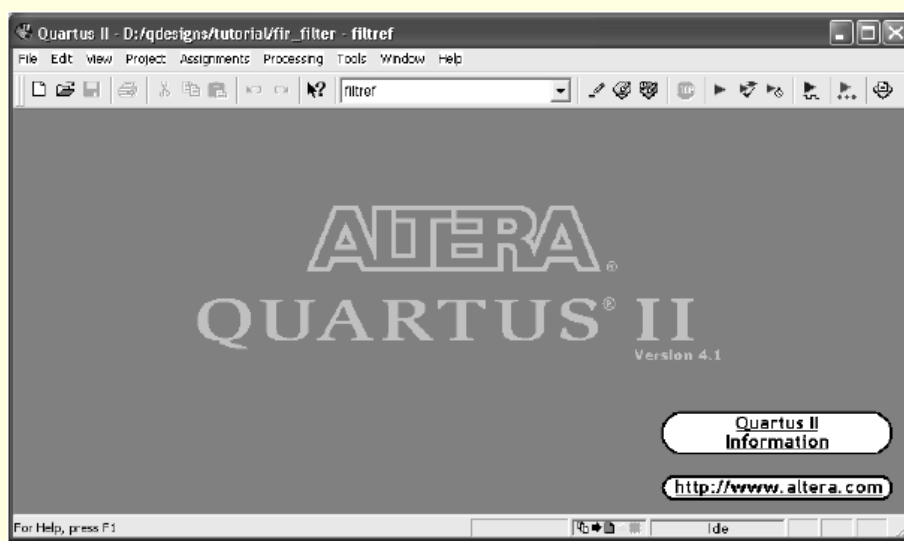 Quartus II - D:/qdesigns/tutorial/fir_filter - filtref
File Edit View Project Assignments Processing Tools Window Help
filtref
ALTERA®
QUARTUS® II
Version 4.1
Quartus II
Information
http://www.altera.com
For Help, press F1
Idle